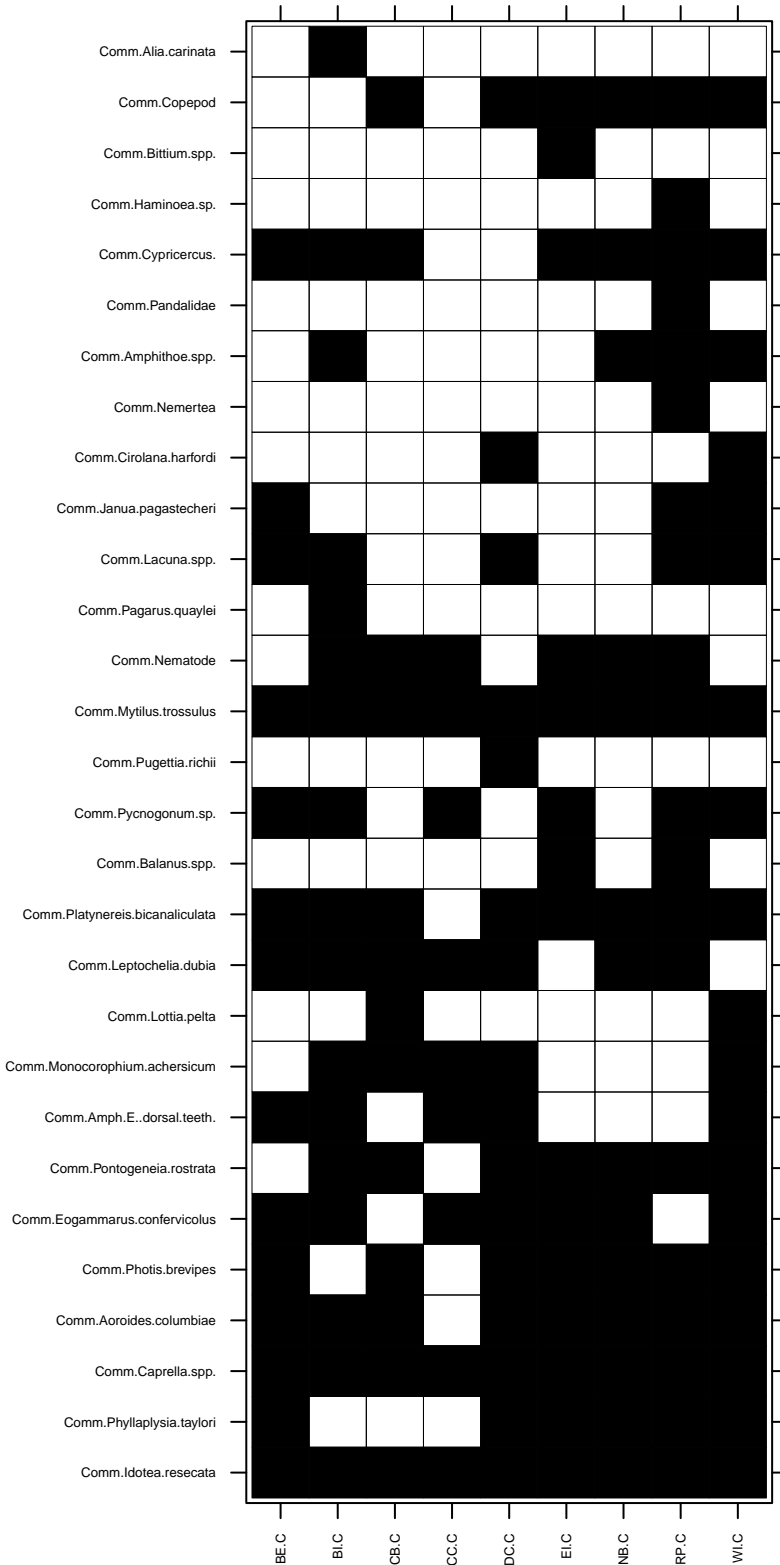 Comm.Alia.carinata
Comm.Copepod
Comm.Bittium.spp.
Comm.Haminoea.sp.
Comm.Cypricercus.
Comm.Pandalidae
Comm.Amphithoe.spp.
Comm.Nemertea
Comm.Cirolana.harfordi
Comm.Janua.pagastecheri
Comm.Lacuna.spp.
Comm.Pagarus.quaylei
Comm.Nematode
Comm.Mytilus.trossulus
Comm.Pugettia.richii
Comm.Pycnogonum.sp.
Comm.Balanus.spp.
Comm.Platynereis.bicanaliculata
Comm.Leptochelia.dubia
Comm.Lottia.pelta
Comm.Monocorophium.achersicum
Comm.Amph.E..dorsal.teeth.
Comm.Pontogeneia.rostrata
Comm.Eogammarus.confervicolus
Comm.Photis.brevipes
Comm.Aoroides.columbiae
Comm.Caprella.spp.
Comm.Phyllaplysia.taylori
Comm.Idotea.resecata
BE.C
BI.C
CB.C
CC.C
DC.C
EI.C
NB.C
RP.C
WI.C